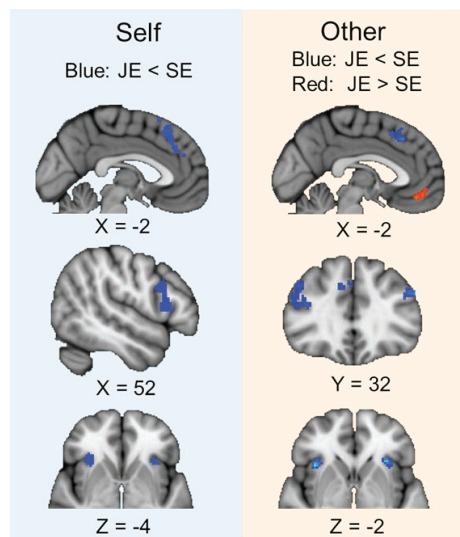 Self
Blue: JE < SE
X = -2
X = 52
Z = -4
Other
Blue: JE < SE
Red: JE > SE
X = -2
Y = 32
Z = -2